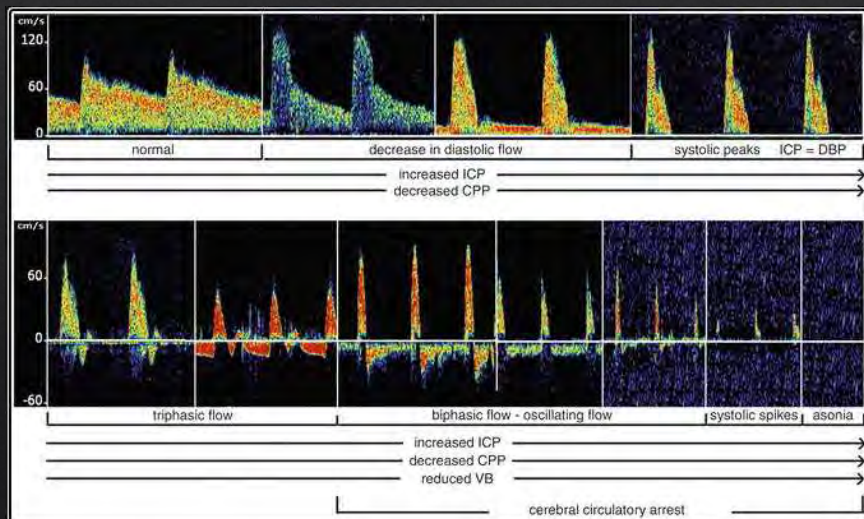 cm/s
120
60
0
normal decrease in diastolic flow systolic peaks ICP = DBP
increased ICP
decreased CPP
cm/s
60
0
-60
triphasic flow biphasic flow - oscillating flow systolic spikes asonia
increased ICP
decreased CPP
reduced VB
cerebral circulatory arrest